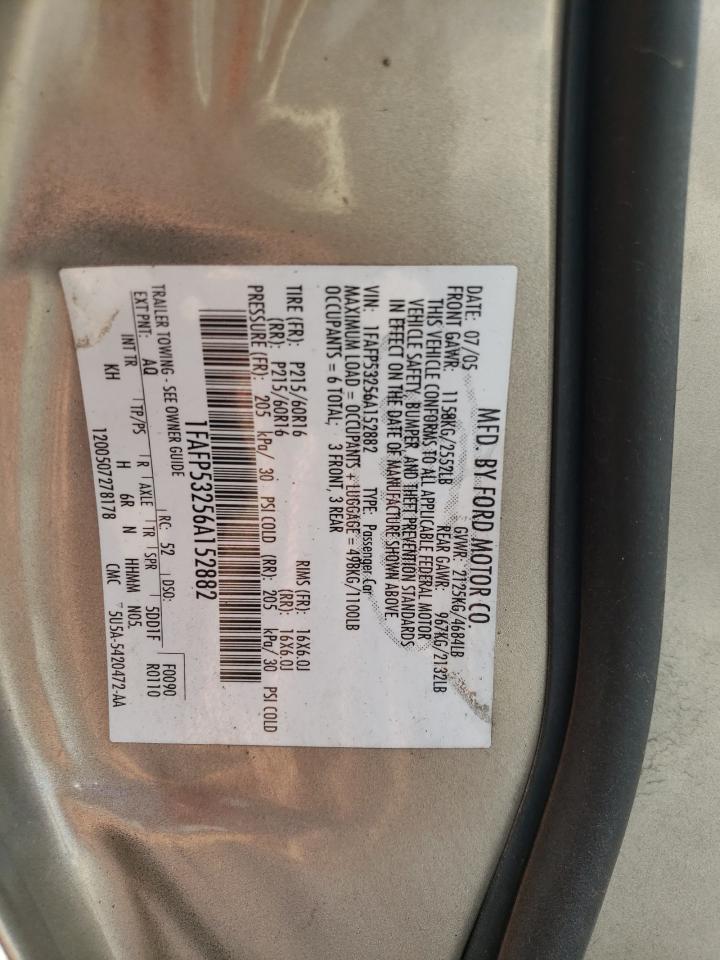 MFD. BY FORD MOTOR CO.
DATE: 07/05 GVWR: 2125KG/4684LB
FRONT GAWR: 1158KG/2552LB REAR GAWR: 967KG/2132LB
THIS VEHICLE CONFORMS TO ALL APPLICABLE FEDERAL MOTOR
VEHICLE SAFETY, BUMPER, AND THEFT PREVENTION STANDARDS
IN EFFECT ON THE DATE OF MANUFACTURE SHOWN ABOVE.
VIN: 1FAFP53256A152882 TYPE: Passenger Car
MAXIMUM LOAD = OCCUPANTS + LUGGAGE = 498KG/1100LB
OCCUPANTS = 6 TOTAL; 3 FRONT, 3 REAR
TIRE (FR): P215/60R16 RIMS (FR): 16X6.0J
(RR): P215/60R16 (RR): 16X6.0J
PRESSURE (FR): 205 kPa/ 30 PSI COLD (RR): 205 kPa/30 PSI COLD
1FAFP53256A152882
TRAILER TOWING - SEE OWNER GUIDE
EXT PNT: AQ RC: 52 DSO: F0090
INT TR TP/PS R AXLE TR SPR 5DD1F R0110
KH H 6R N HHMM N05
1200507278178 CMC 5U5A-5420472-AA